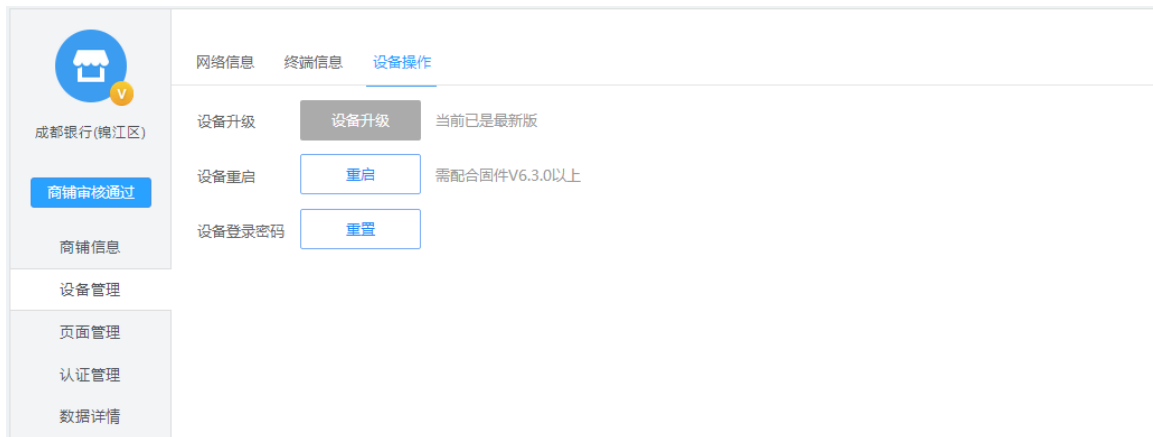 V
成都银行(锦江区)
商铺审核通过
商铺信息
设备管理
页面管理
认证管理
数据详情
网络信息 终端信息 设备操作
设备升级 设备升级 当前已是最新版
设备重启 重启 需配合固件V6.3.0以上
设备登录密码 重置